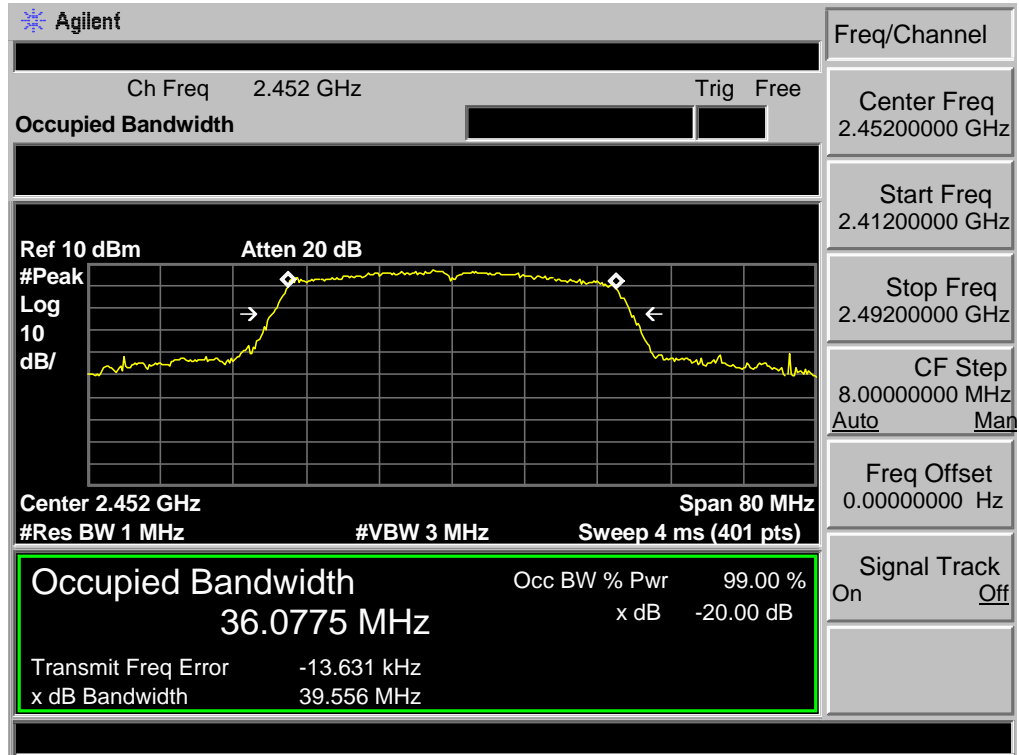 Agilent
Freq/Channel
Ch Freq 2.452 GHz Trig Free
Occupied Bandwidth
Center Freq
2.45200000 GHz
Start Freq
2.41200000 GHz
Stop Freq
2.49200000 GHz
CF Step
8.00000000 MHz
Auto Man
Freq Offset
0.00000000 Hz
Signal Track
On Off
Ref 10 dBm Atten 20 dB
#Peak
Log
10
dB/
Center 2.452 GHz Span 80 MHz
#Res BW 1 MHz #VBW 3 MHz Sweep 4 ms (401 pts)
Occupied Bandwidth Occ BW % Pwr 99.00 %
36.0775 MHz x dB -20.00 dB
Transmit Freq Error -13.631 kHz
x dB Bandwidth 39.556 MHz